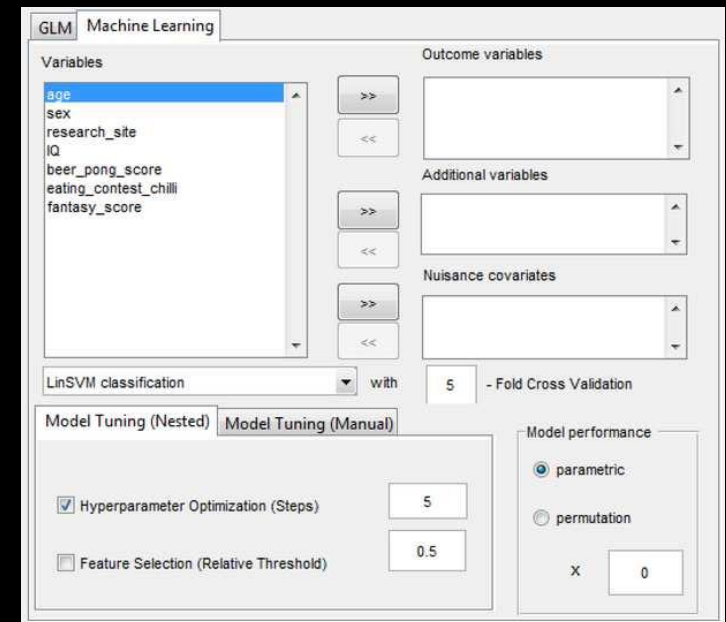 GLM
Machine Learning
Variables
Outcome variables
age
sex
research_site
IQ
beer_pong_score
eating_contest_chilli
fantasy_score
>>
<<
Additional variables
>>
<<
Nuisance covariates
>>
<<
LinSVM classification
with
5
- Fold Cross Validation
Model Tuning (Nested)
Model Tuning (Manual)
Hyperparameter Optimization (Steps)
5
Feature Selection (Relative Threshold)
0.5
Model performance
parametric
permutation
X
0